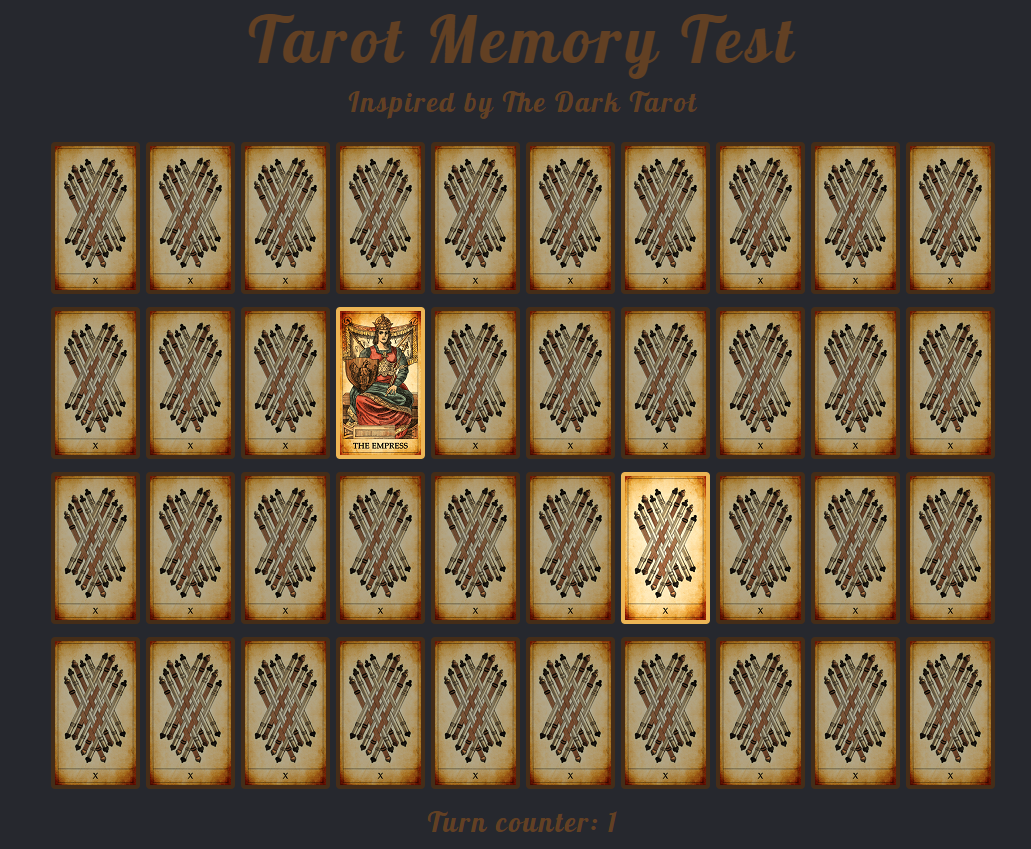 Tarot Memory Test
Inspired by The Dark Tarot
X X X X X X X X X X
X X X THE EMPRESS X X X X X X
X X X X X X X X X X
X X X X X X X X X X
Turn counter: 1